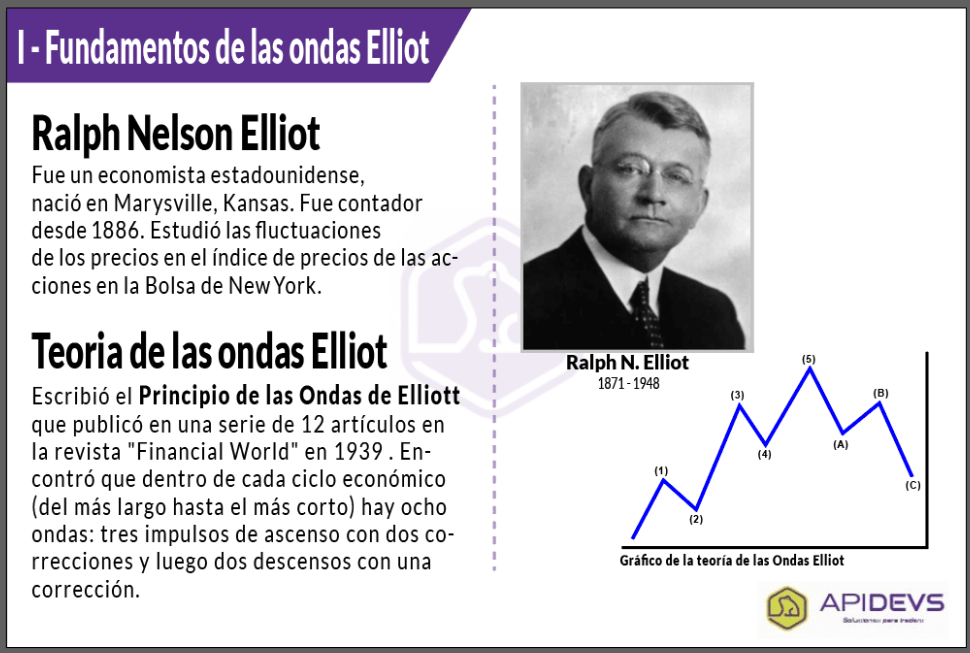 I - Fundamentos de las ondas Elliot
Ralph Nelson Elliot
Fue un economista estadounidense,
nació en Marysville, Kansas. Fue contador
desde 1886. Estudió las fluctuaciones
de los precios en el índice de precios de las ac-
ciones en la Bolsa de New York.
Teoria de las ondas Elliot
Escribió el Principio de las Ondas de Elliott
que publicó en una serie de 12 artículos en
la revista "Financial World" en 1939 . En-
contró que dentro de cada ciclo económico
(del más largo hasta el más corto) hay ocho
ondas: tres impulsos de ascenso con dos co-
rrecciones y luego dos descensos con una
corrección.
Ralph N. Elliot
1871 - 1948
(1)
(2)
(3)
(4)
(5)
(A)
(B)
(C)
Gráfico de la teoría de las Ondas Elliot
APIDEVS
Soluciones para traders